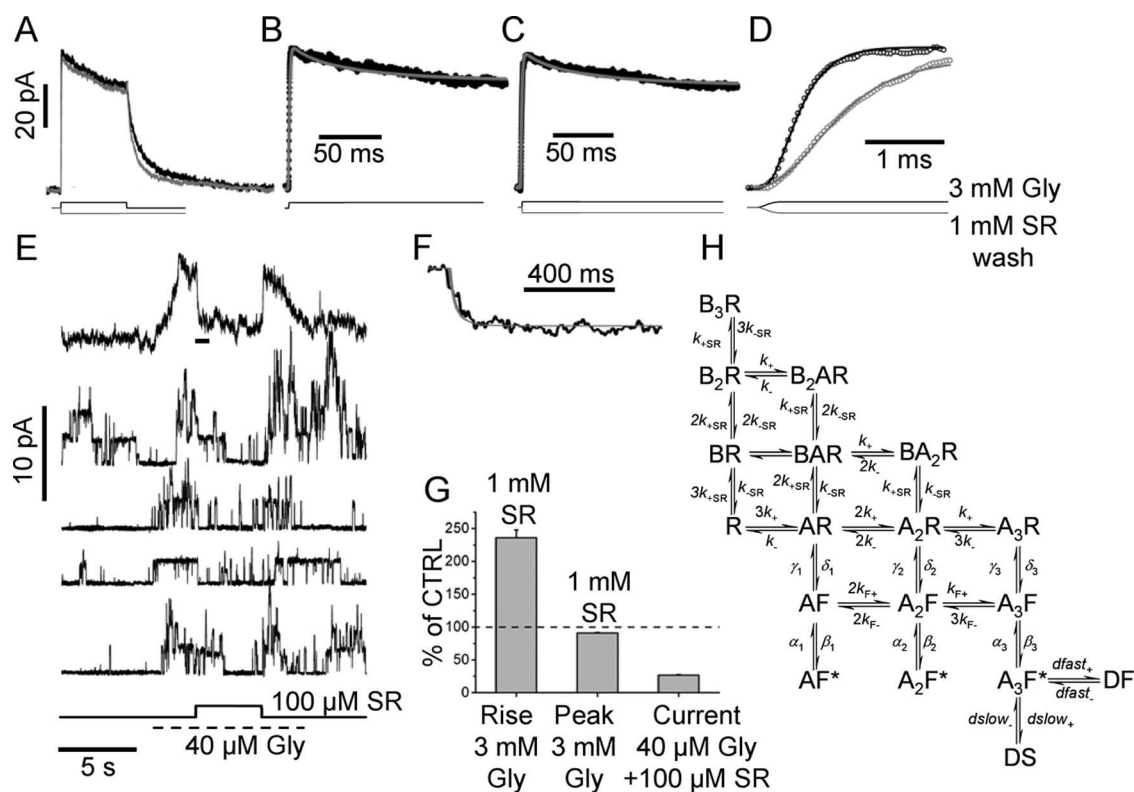 A
B
C
D
20 pA
50 ms
50 ms
1 ms
3 mM Gly
1 mM SR
wash
E
F
H
400 ms
10 pA
100 µM SR
40 µM Gly
5 s
G
1 mM
SR
1 mM
SR
% of CTRL
250
200
150
100
50
0
Rise
3 mM
Gly
Peak
3 mM
Gly
Current
40 µM Gly
+100 µM SR
B3R
k+SR 3k-SR
B2R k+ k- B2AR
2k+SR 2k-SR k+SR 2k-SR
BR BAR k+ 2k- BA2R
3k+SR k-SR 2k+SR k-SR k+SR k-SR
R 3k+ k- AR 2k+ 2k- A2R k+ 3k- A3R
γ1 δ1 γ2 δ2 γ3 δ3
AF 2kF+ 2kF- A2F kF+ 3kF- A3F
α1 β1 α2 β2 α3 β3
AF* A2F* A3F* dfast+ dfast- DF
dslow- dslow+
DS